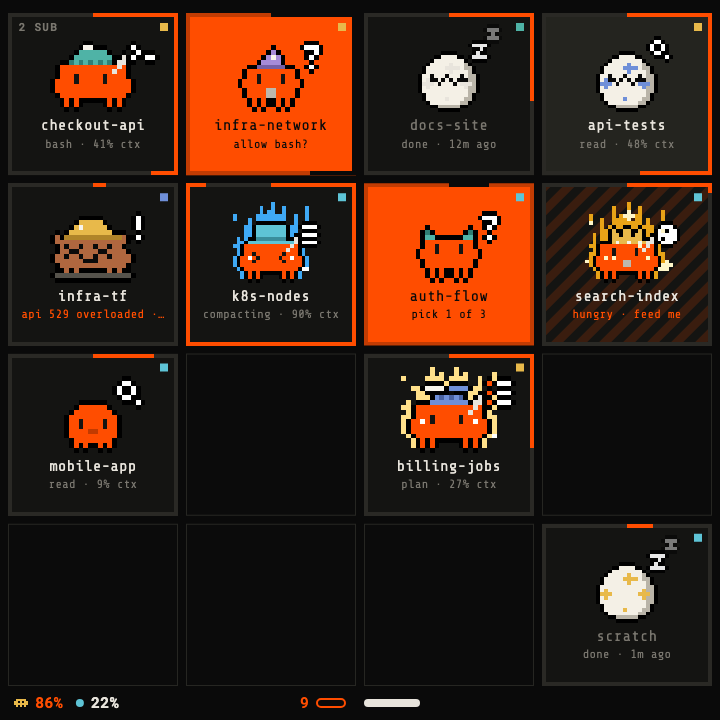 2 SUB
checkout-api
bash · 41% ctx
infra-network
allow bash?
docs-site
done · 12m ago
api-tests
read · 48% ctx
infra-tf
api 529 overloaded ·…
k8s-nodes
compacting · 90% ctx
auth-flow
pick 1 of 3
search-index
hungry · feed me
mobile-app
read · 9% ctx
billing-jobs
plan · 27% ctx
scratch
done · 1m ago
86% 22% 9